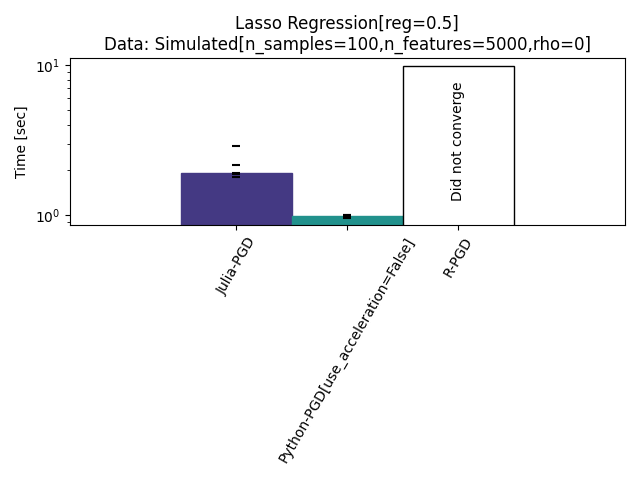 Lasso Regression[reg=0.5]
Data: Simulated[n_samples=100,n_features=5000,rho=0]
Time [sec]
10¹
10⁰
Did not converge
Julia-PGD
Python-PGD[use_acceleration=False]
R-PGD